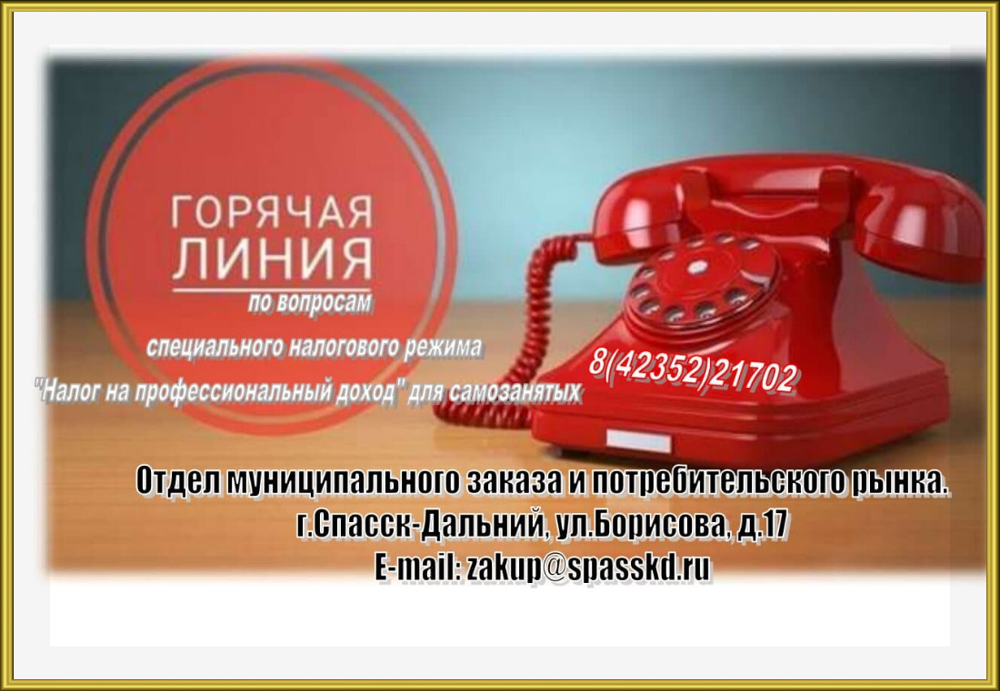 ГОРЯЧАЯ
ЛИНИЯ
по вопросам
специального налогового режима
"Налог на профессиональный доход" для самозанятых
8(42352)21702
Отдел муниципального заказа и потребительского рынка.
г.Спасск-Дальний, ул.Борисова, д.17
E-mail: zakup@spasskd.ru